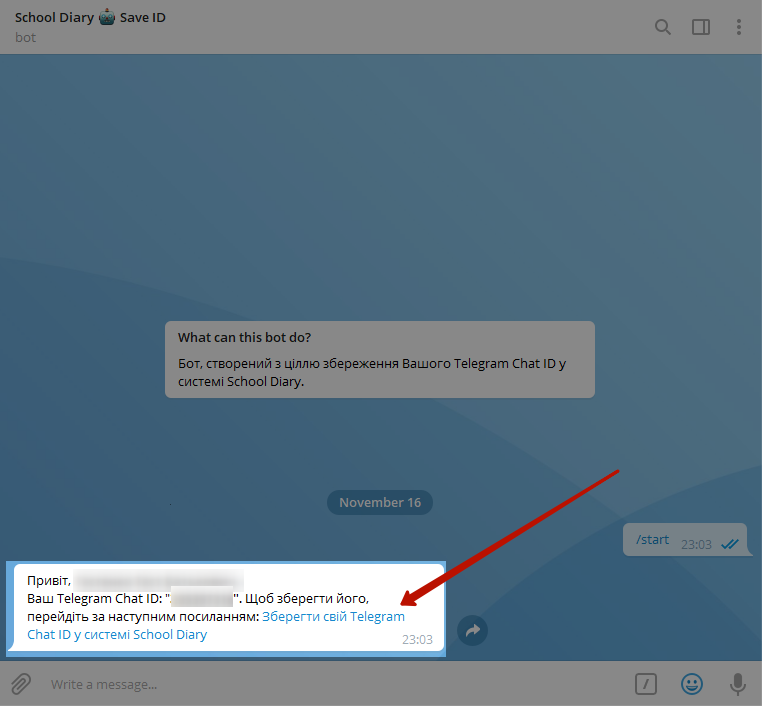 School Diary 🤖 Save ID
bot
What can this bot do?
Бот, створений з ціллю збереження Вашого Telegram Chat ID у
системі School Diary.
November 16
/start 23:03
Привіт,
Ваш Telegram Chat ID: "". Щоб зберегти його,
перейдіть за наступним посиланням: Зберегти свій Telegram
Chat ID у системі School Diary
23:03
Write a message...